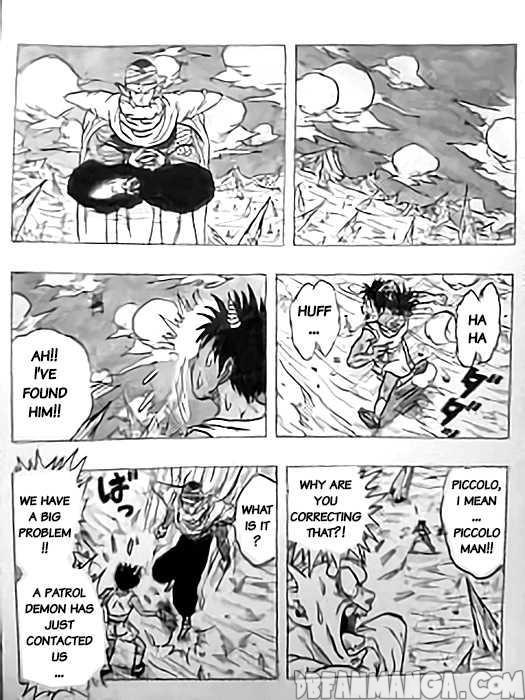 HA
HA
HUFF
...
ダダダ
AH!!
I'VE
FOUND
HIM!!
PICCOLO,
I MEAN
...
PICCOLO
MAN!!
WHY ARE
YOU
CORRECTING
THAT?!
WHAT
IS IT
?
ばっ
WE HAVE
A BIG
PROBLEM
!!
A PATROL
DEMON HAS
JUST
CONTACTED
US
...
DBFANMANGA.COM